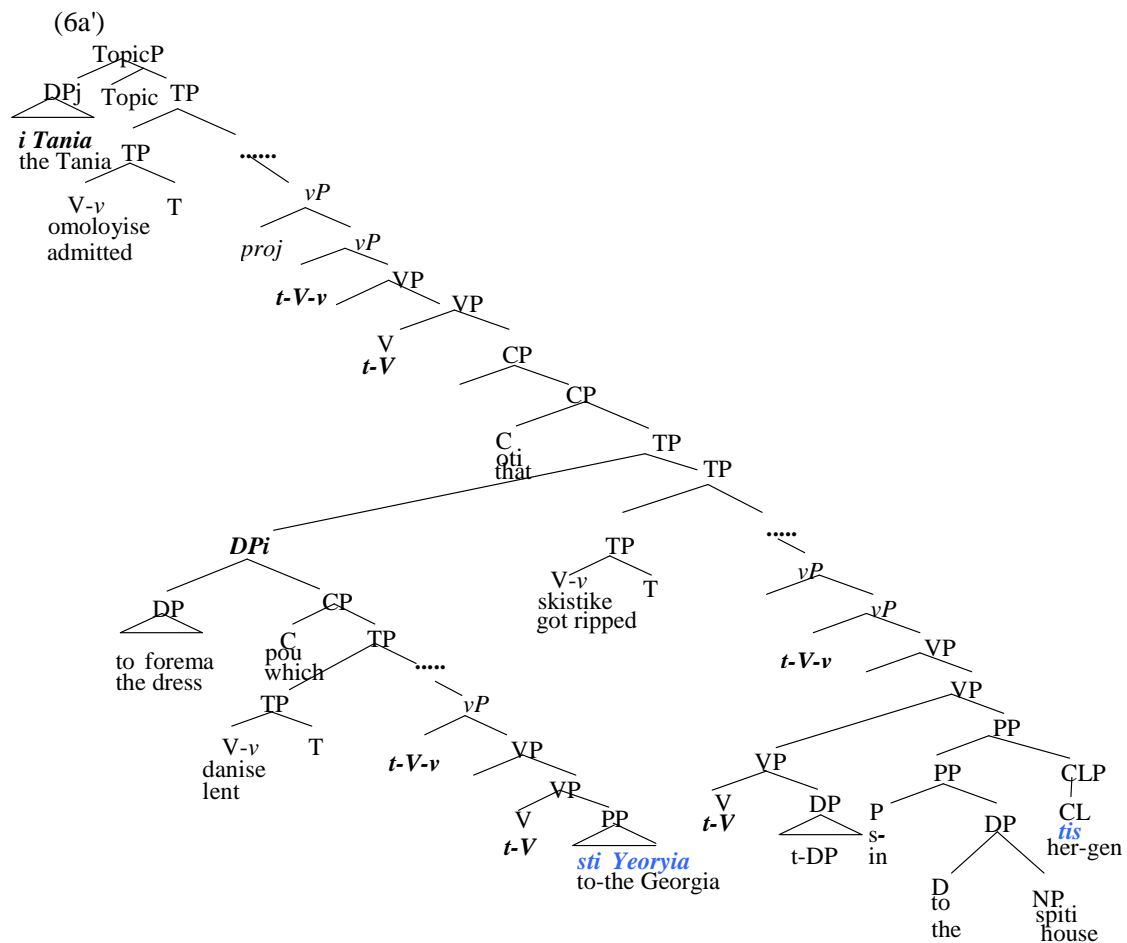 (6a')
TopicP
DPj Topic TP
i Tania
the Tania
TP ......
V-v T vP
omoloyise
admitted
proj vP
t-V-v VP
VP
V
t-V
CP
CP
C
oti
that
TP
TP
DPi
TP .....
V-v T
skistike
got ripped
vP
DP CP
to forema
the dress
C
pou
which
TP .....
vP
t-V-v VP
TP vP
V-v T
danise
lent
t-V-v VP
VP
V
t-V
PP
sti Yeoryia
to-the Georgia
VP
PP
VP PP CLP
V
t-V
DP
t-DP
P
s-
in
DP
CL
tis
her-gen
D
to
the
NP
spiti
house